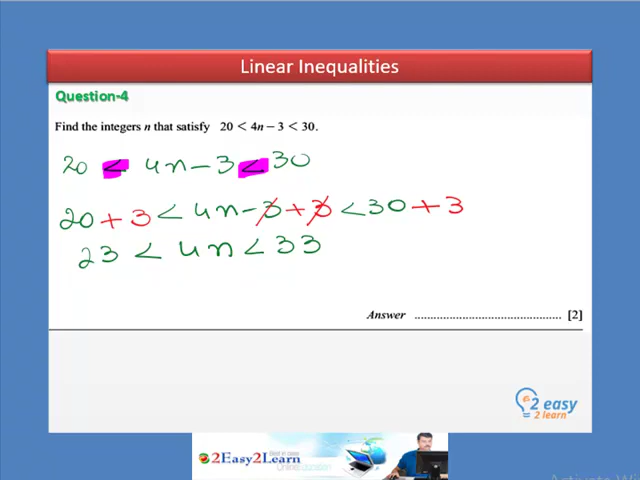 Linear Inequalities
Question-4
Find the integers n that satisfy 20 < 4n − 3 < 30.
20 < 4n − 3 < 30
20 + 3 < 4n − 3 + 3 < 30 + 3
23 < 4n < 33
Answer ................................................ [2]
2 easy
2 learn
2Easy2Learn